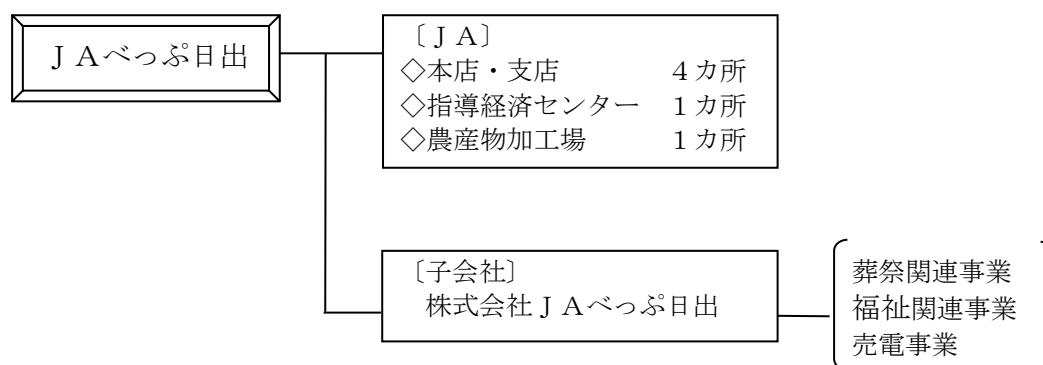 ＪＡべっぷ日出
〔ＪＡ〕
◇本店・支店　　　　４カ所
◇指導経済センター　１カ所
◇農産物加工場　　　１カ所
〔子会社〕
株式会社ＪＡべっぷ日出
葬祭関連事業
福祉関連事業
売電事業